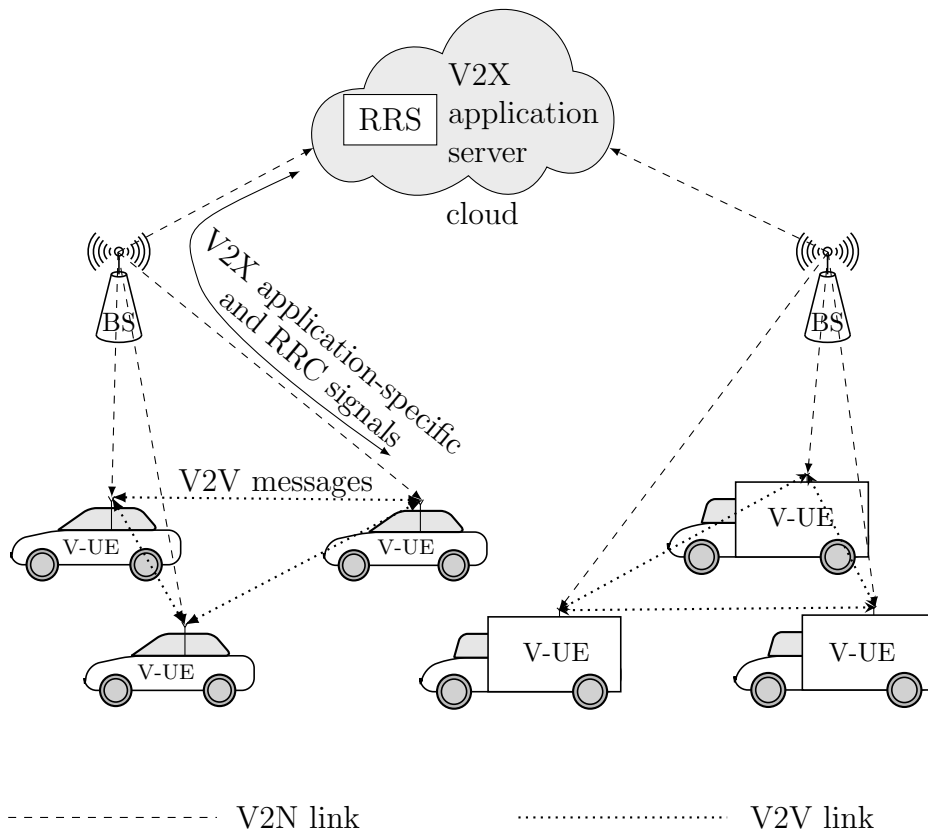 V2X
application
server
RRS
cloud
BS
BS
V2X application-specific
and RRC signals
V2V messages
V-UE
V-UE
V-UE
V-UE
V-UE
V-UE
V2N link
V2V link